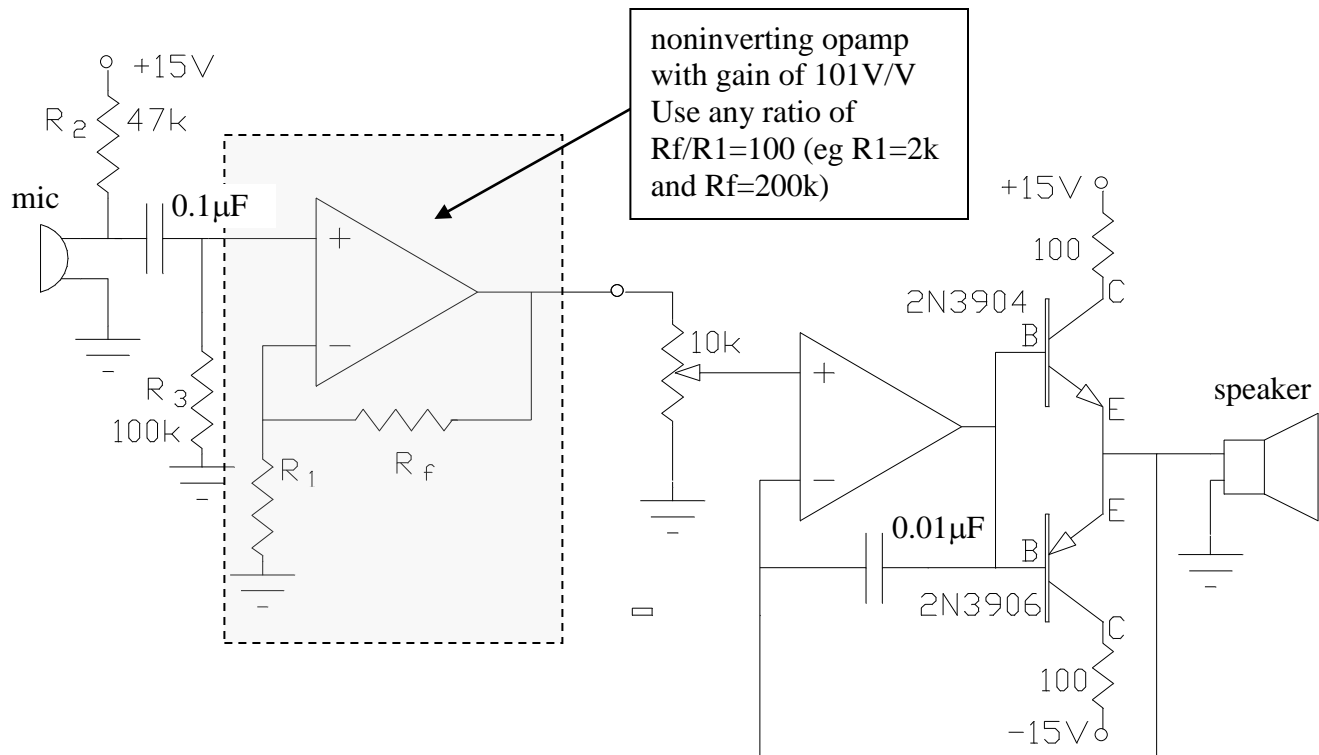 noninverting opamp
with gain of 101V/V
Use any ratio of
Rf/R1=100 (eg R1=2k
and Rf=200k)
+15V
R2 47k
mic
0.1μF
+
−
R3
100k
R1
Rf
10k
+
−
0.01μF
+15V
100
C
2N3904
B
E
speaker
E
B
2N3906
C
100
-15V